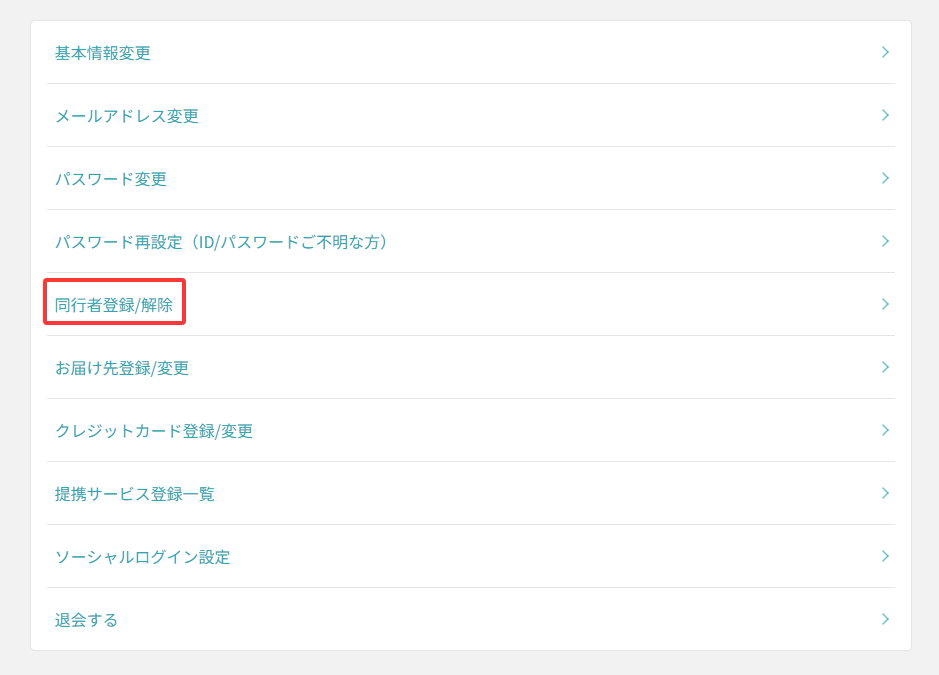 基本情報変更
メールアドレス変更
パスワード変更
パスワード再設定（ID/パスワードご不明な方）
同行者登録/解除
お届け先登録/変更
クレジットカード登録/変更
提携サービス登録一覧
ソーシャルログイン設定
退会する